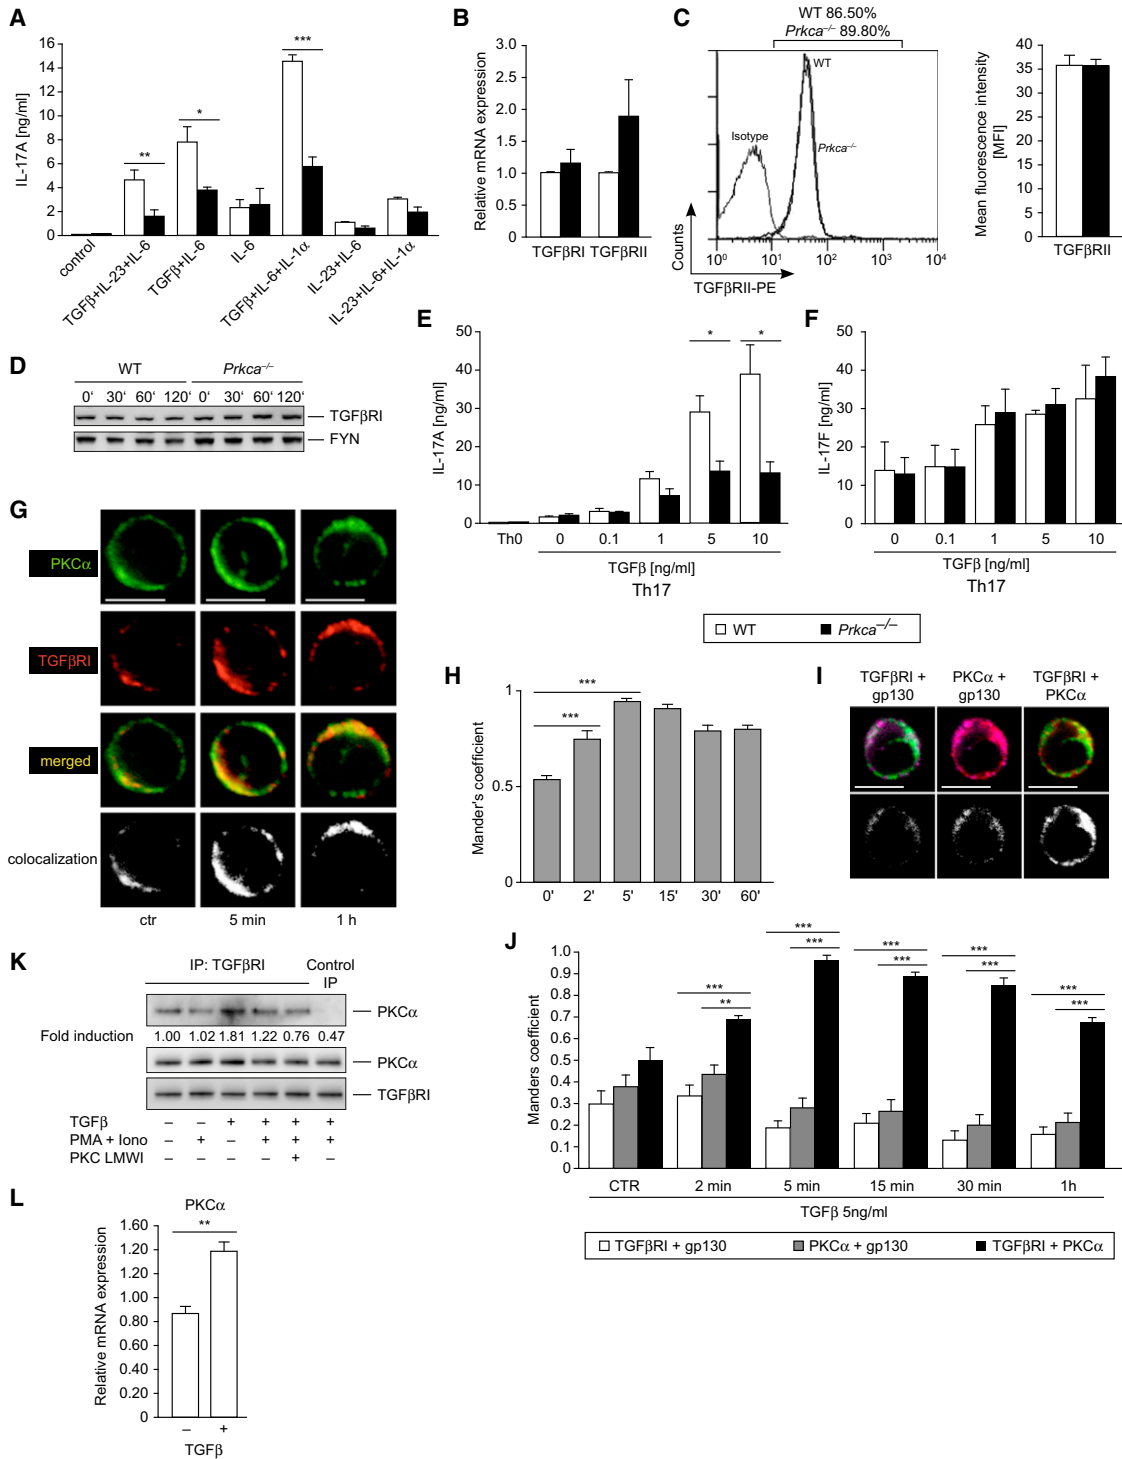 A
IL-17A [ng/ml]
16
14
12
10
8
6
4
2
0
**
*
***
control
TGFβ+IL-23+IL-6
TGFβ+IL-6
IL-6
TGFβ+IL-6+IL-1α
IL-23+IL-6
IL-23+IL-6+IL-1α
B
Relative mRNA expression
3.0
2.5
2.0
1.5
1.0
0.5
0
TGFβRI TGFβRII
C
WT 86.50%
Prkca–/– 89.80%
WT
Isotype
Prkca–/–
Counts
10⁰ 10¹ 10² 10³ 10⁴
TGFβRII-PE
Mean fluorescence intensity
[MFI]
40
35
30
25
20
15
10
5
0
TGFβRII
D
WT Prkca–/–
0‘ 30‘ 60‘ 120‘ 0‘ 30‘ 60‘ 120‘
TGFβRI
FYN
E
IL-17A [ng/ml]
50
40
30
20
10
0
* *
Th0 0 0.1 1 5 10
TGFβ [ng/ml]
Th17
F
IL-17F [ng/ml]
50
40
30
20
10
0
0 0.1 1 5 10
TGFβ [ng/ml]
Th17
WT Prkca–/–
G
PKCα
TGFβRI
merged
colocalization
ctr 5 min 1 h
H
Mander's coefficient
1
0.5
0
***
***
0' 2' 5' 15' 30' 60'
I
TGFβRI + gp130
PKCα + gp130
TGFβRI + PKCα
J
Manders coefficient
1.0
0.9
0.8
0.7
0.6
0.5
0.4
0.3
0.2
0.1
0
***
**
***
***
***
***
***
***
***
***
CTR 2 min 5 min 15 min 30 min 1h
TGFβ 5ng/ml
TGFβRI + gp130 PKCα + gp130 TGFβRI + PKCα
K
IP: TGFβRI
Control
IP
PKCα
Fold induction 1.00 1.02 1.81 1.22 0.76 0.47
PKCα
TGFβRI
TGFβ – – + + + +
PMA + Iono – + – + + +
PKC LMWI – – – – + –
L
PKCα
**
Relative mRNA expression
1.60
1.20
1.00
0.80
0.60
0.40
0.20
0
– +
TGFβ